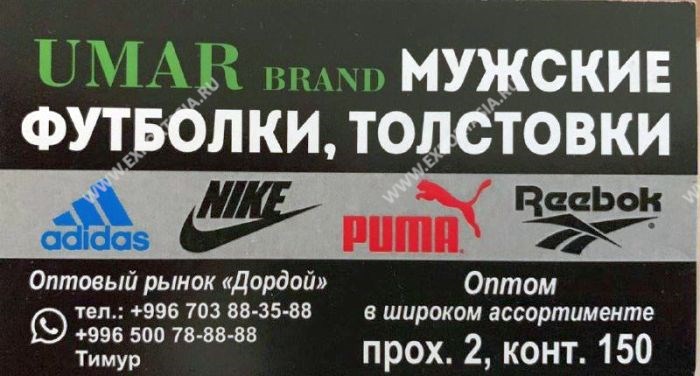 UMAR BRAND МУЖСКИЕ
ФУТБОЛКИ, ТОЛСТОВКИ
adidas NIKE PUMA Reebok
Оптовый рынок «Дордой»
тел.: +996 703 88-35-88
+996 500 78-88-88
Тимур
Оптом
в широком ассортименте
прох. 2, конт. 150